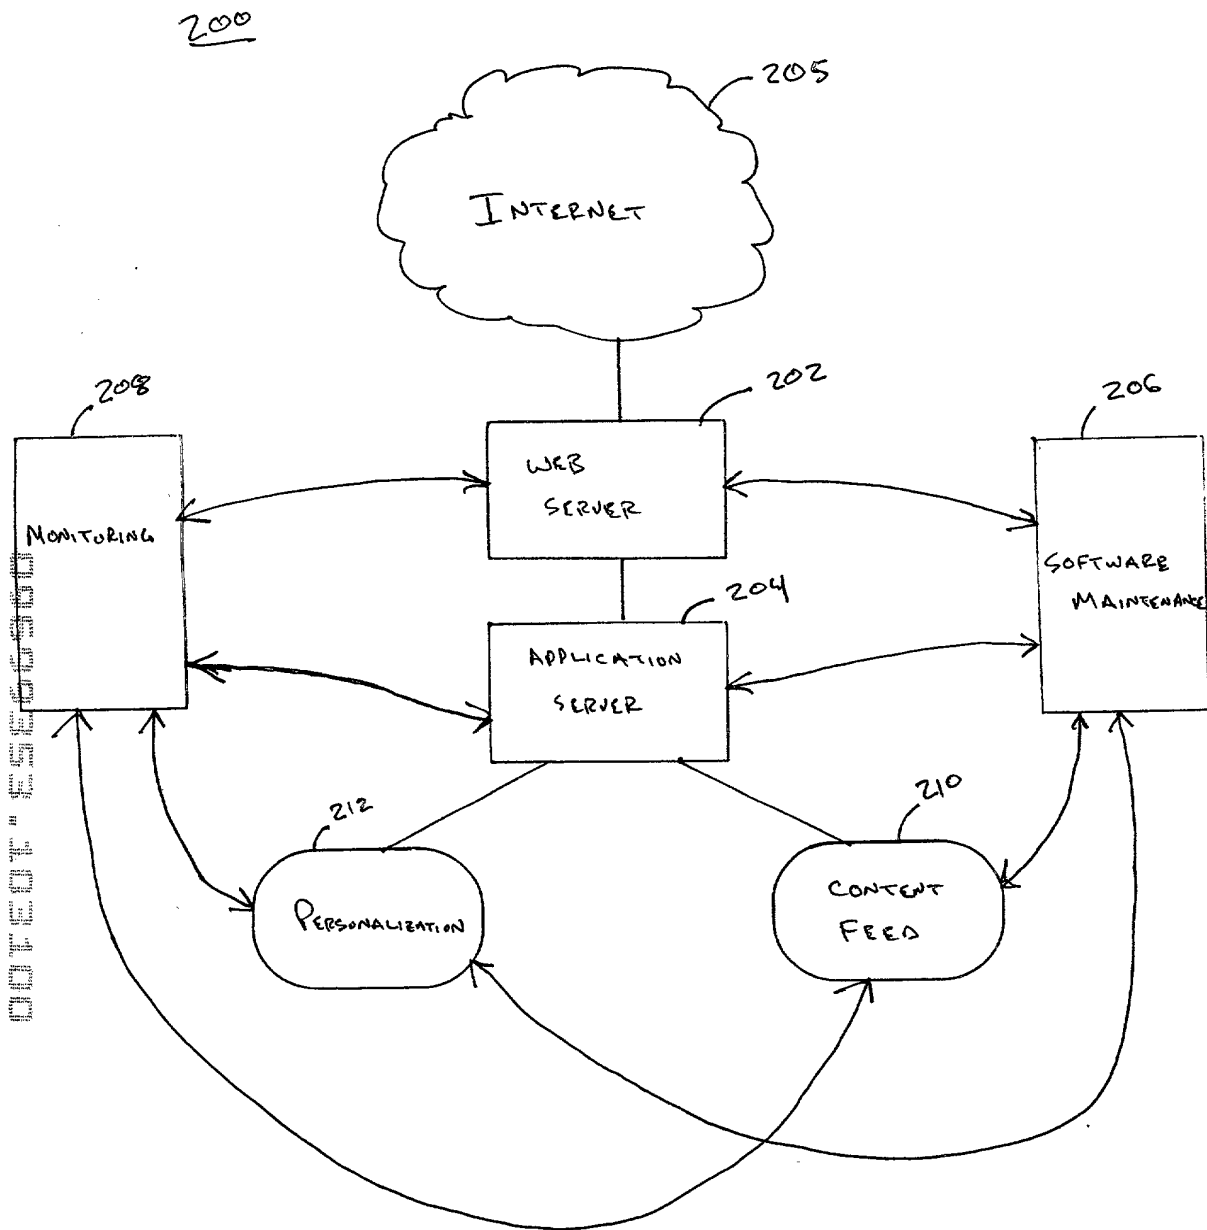 200
205
INTERNET
208
202
206
WEB
SERVER
MONITORING
SOFTWARE
MAINTENANCE
204
APPLICATION
SERVER
212
210
PERSONALIZATION
CONTENT
FEED